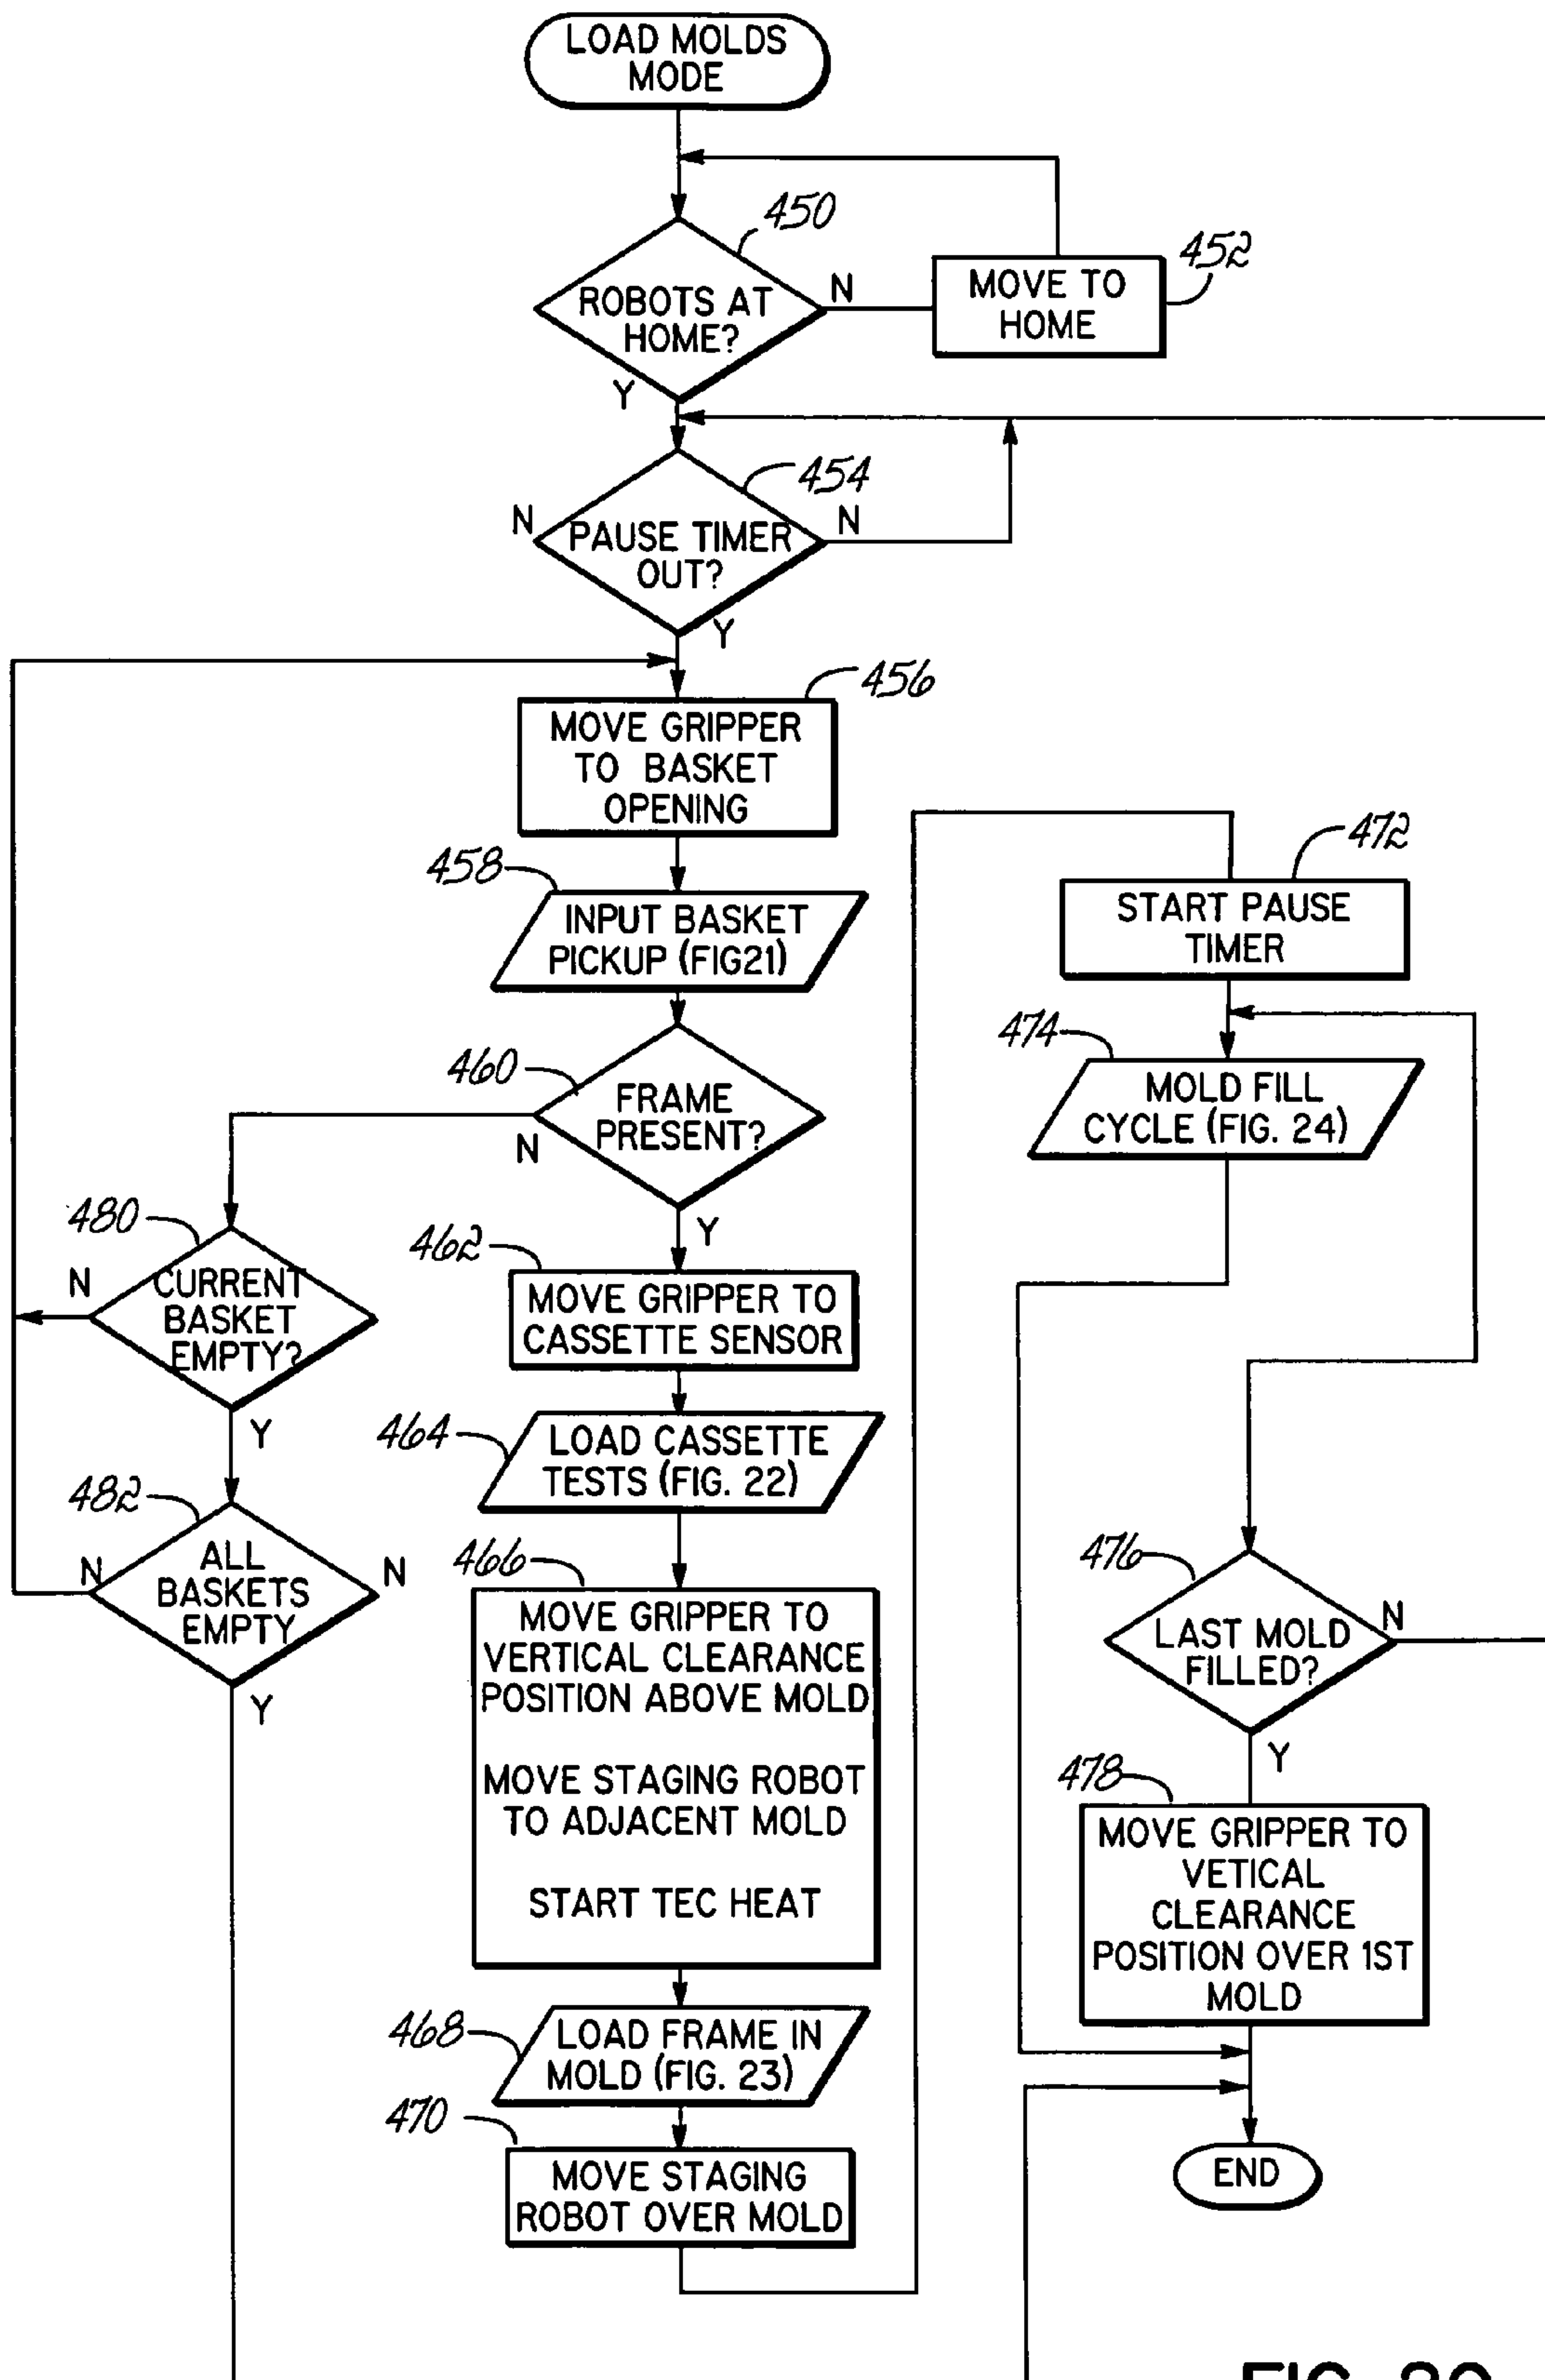 LOAD MOLDS
MODE
450
ROBOTS AT
HOME?
N
Y
452
MOVE TO
HOME
454
N
PAUSE TIMER
OUT?
N
Y
456
MOVE GRIPPER
TO BASKET
OPENING
458
INPUT BASKET
PICKUP (FIG21)
460
FRAME
PRESENT?
N
Y
480
N
CURRENT
BASKET
EMPTY?
Y
482
N
ALL
BASKETS
EMPTY
N
Y
462
MOVE GRIPPER TO
CASSETTE SENSOR
464
LOAD CASSETTE
TESTS (FIG. 22)
466
MOVE GRIPPER TO
VERTICAL CLEARANCE
POSITION ABOVE MOLD
MOVE STAGING ROBOT
TO ADJACENT MOLD
START TEC HEAT
468
LOAD FRAME IN
MOLD (FIG. 23)
470
MOVE STAGING
ROBOT OVER MOLD
472
START PAUSE
TIMER
474
MOLD FILL
CYCLE (FIG. 24)
476
LAST MOLD
FILLED?
N
Y
478
MOVE GRIPPER TO
VETICAL
CLEARANCE
POSITION OVER 1ST
MOLD
END